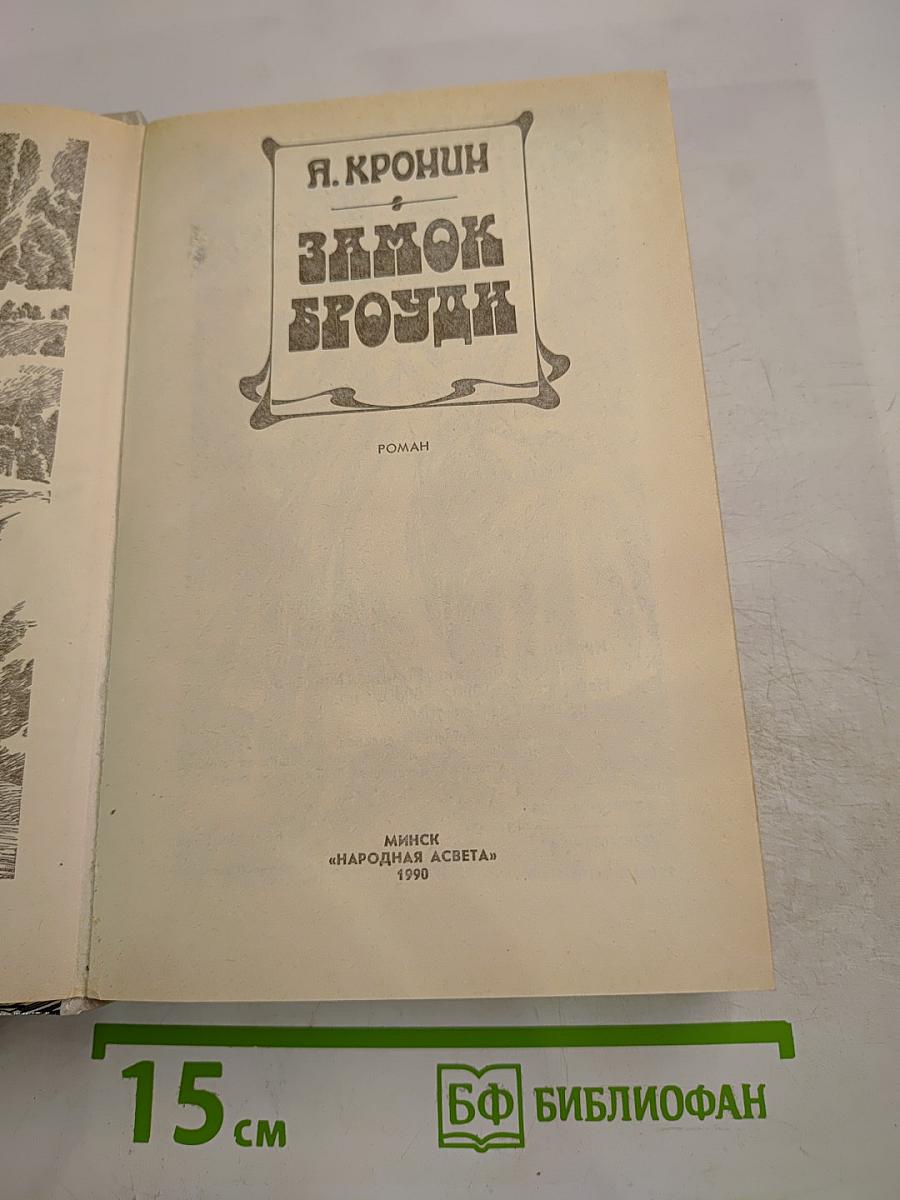 А. КРОНИН
ЗАМОК
БРОУДИ
РОМАН
МИНСК
«НАРОДНАЯ АСВЕТА»
1990
15 см
БФ БИБЛИОФАН